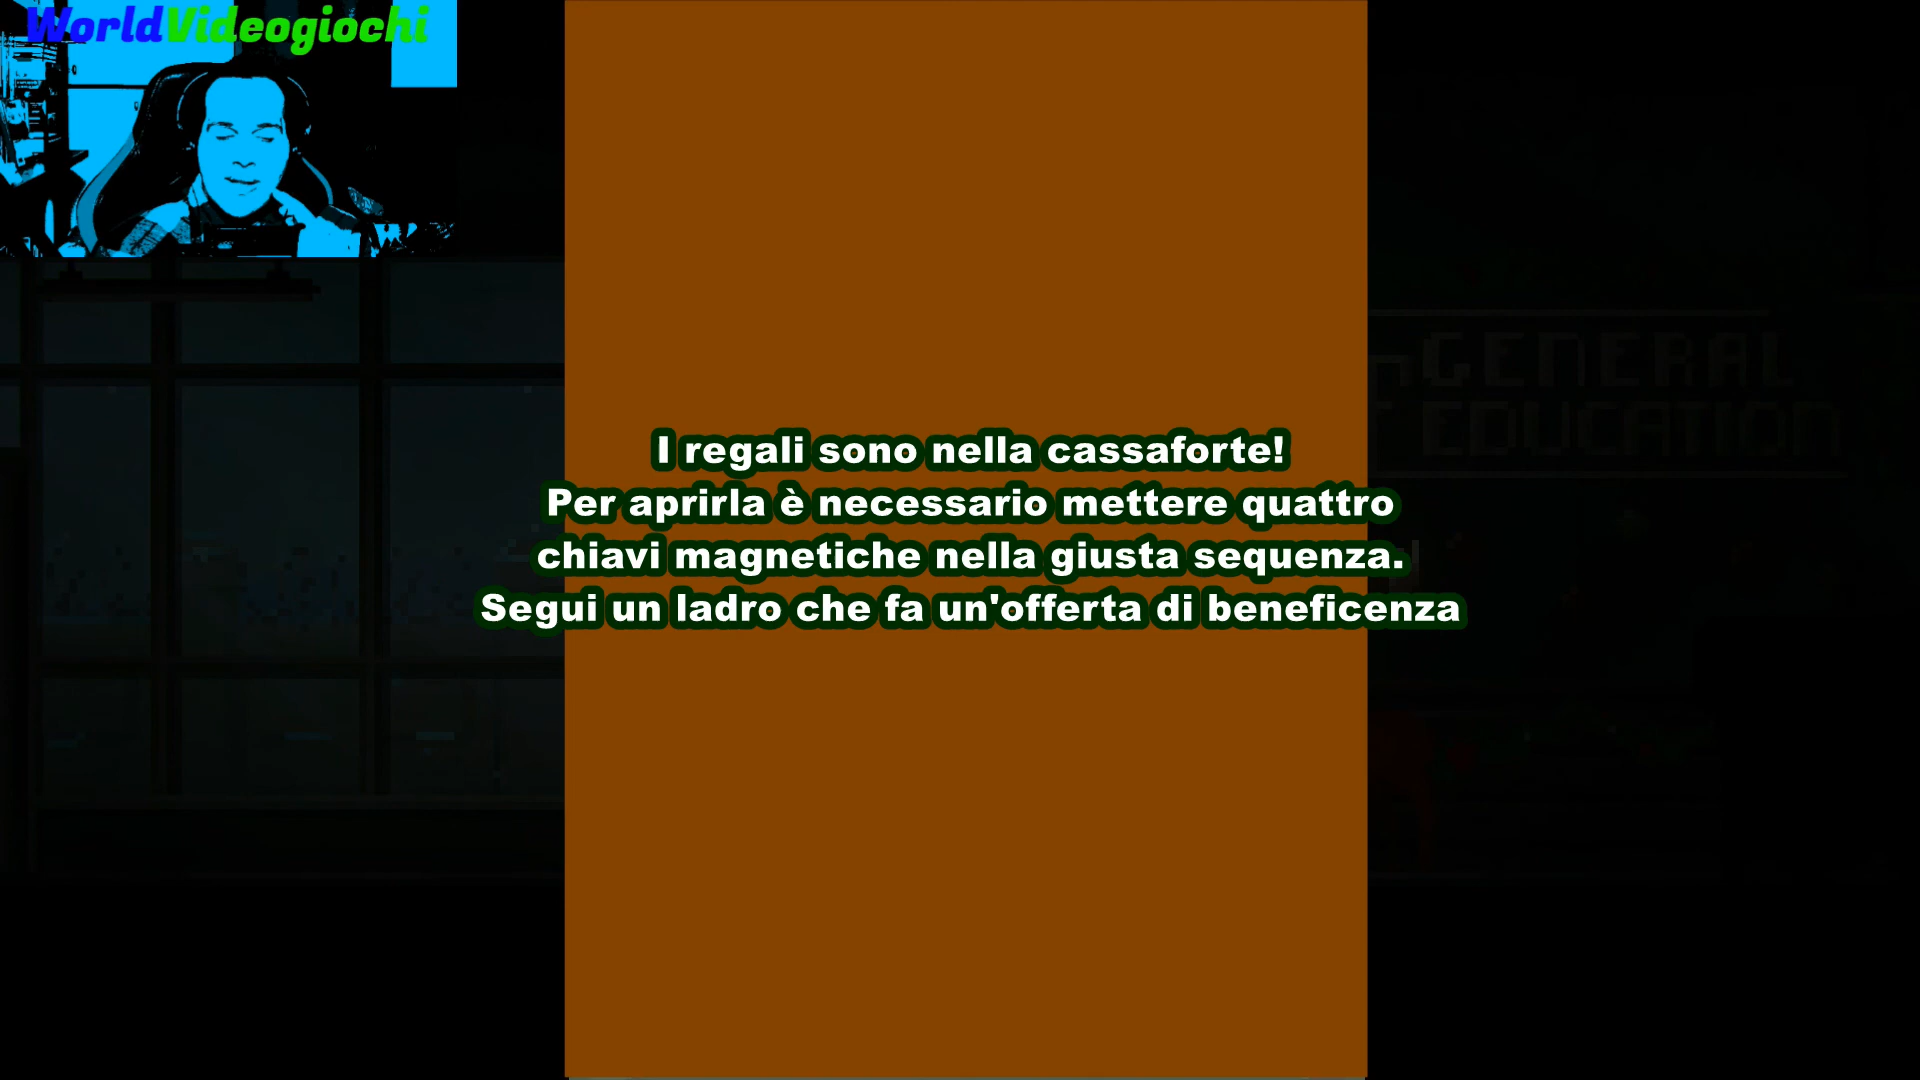 WorldVideogiochi
GENERAL
EDUCATION
I regali sono nella cassaforte!
Per aprirla è necessario mettere quattro
chiavi magnetiche nella giusta sequenza.
Segui un ladro che fa un'offerta di beneficenza